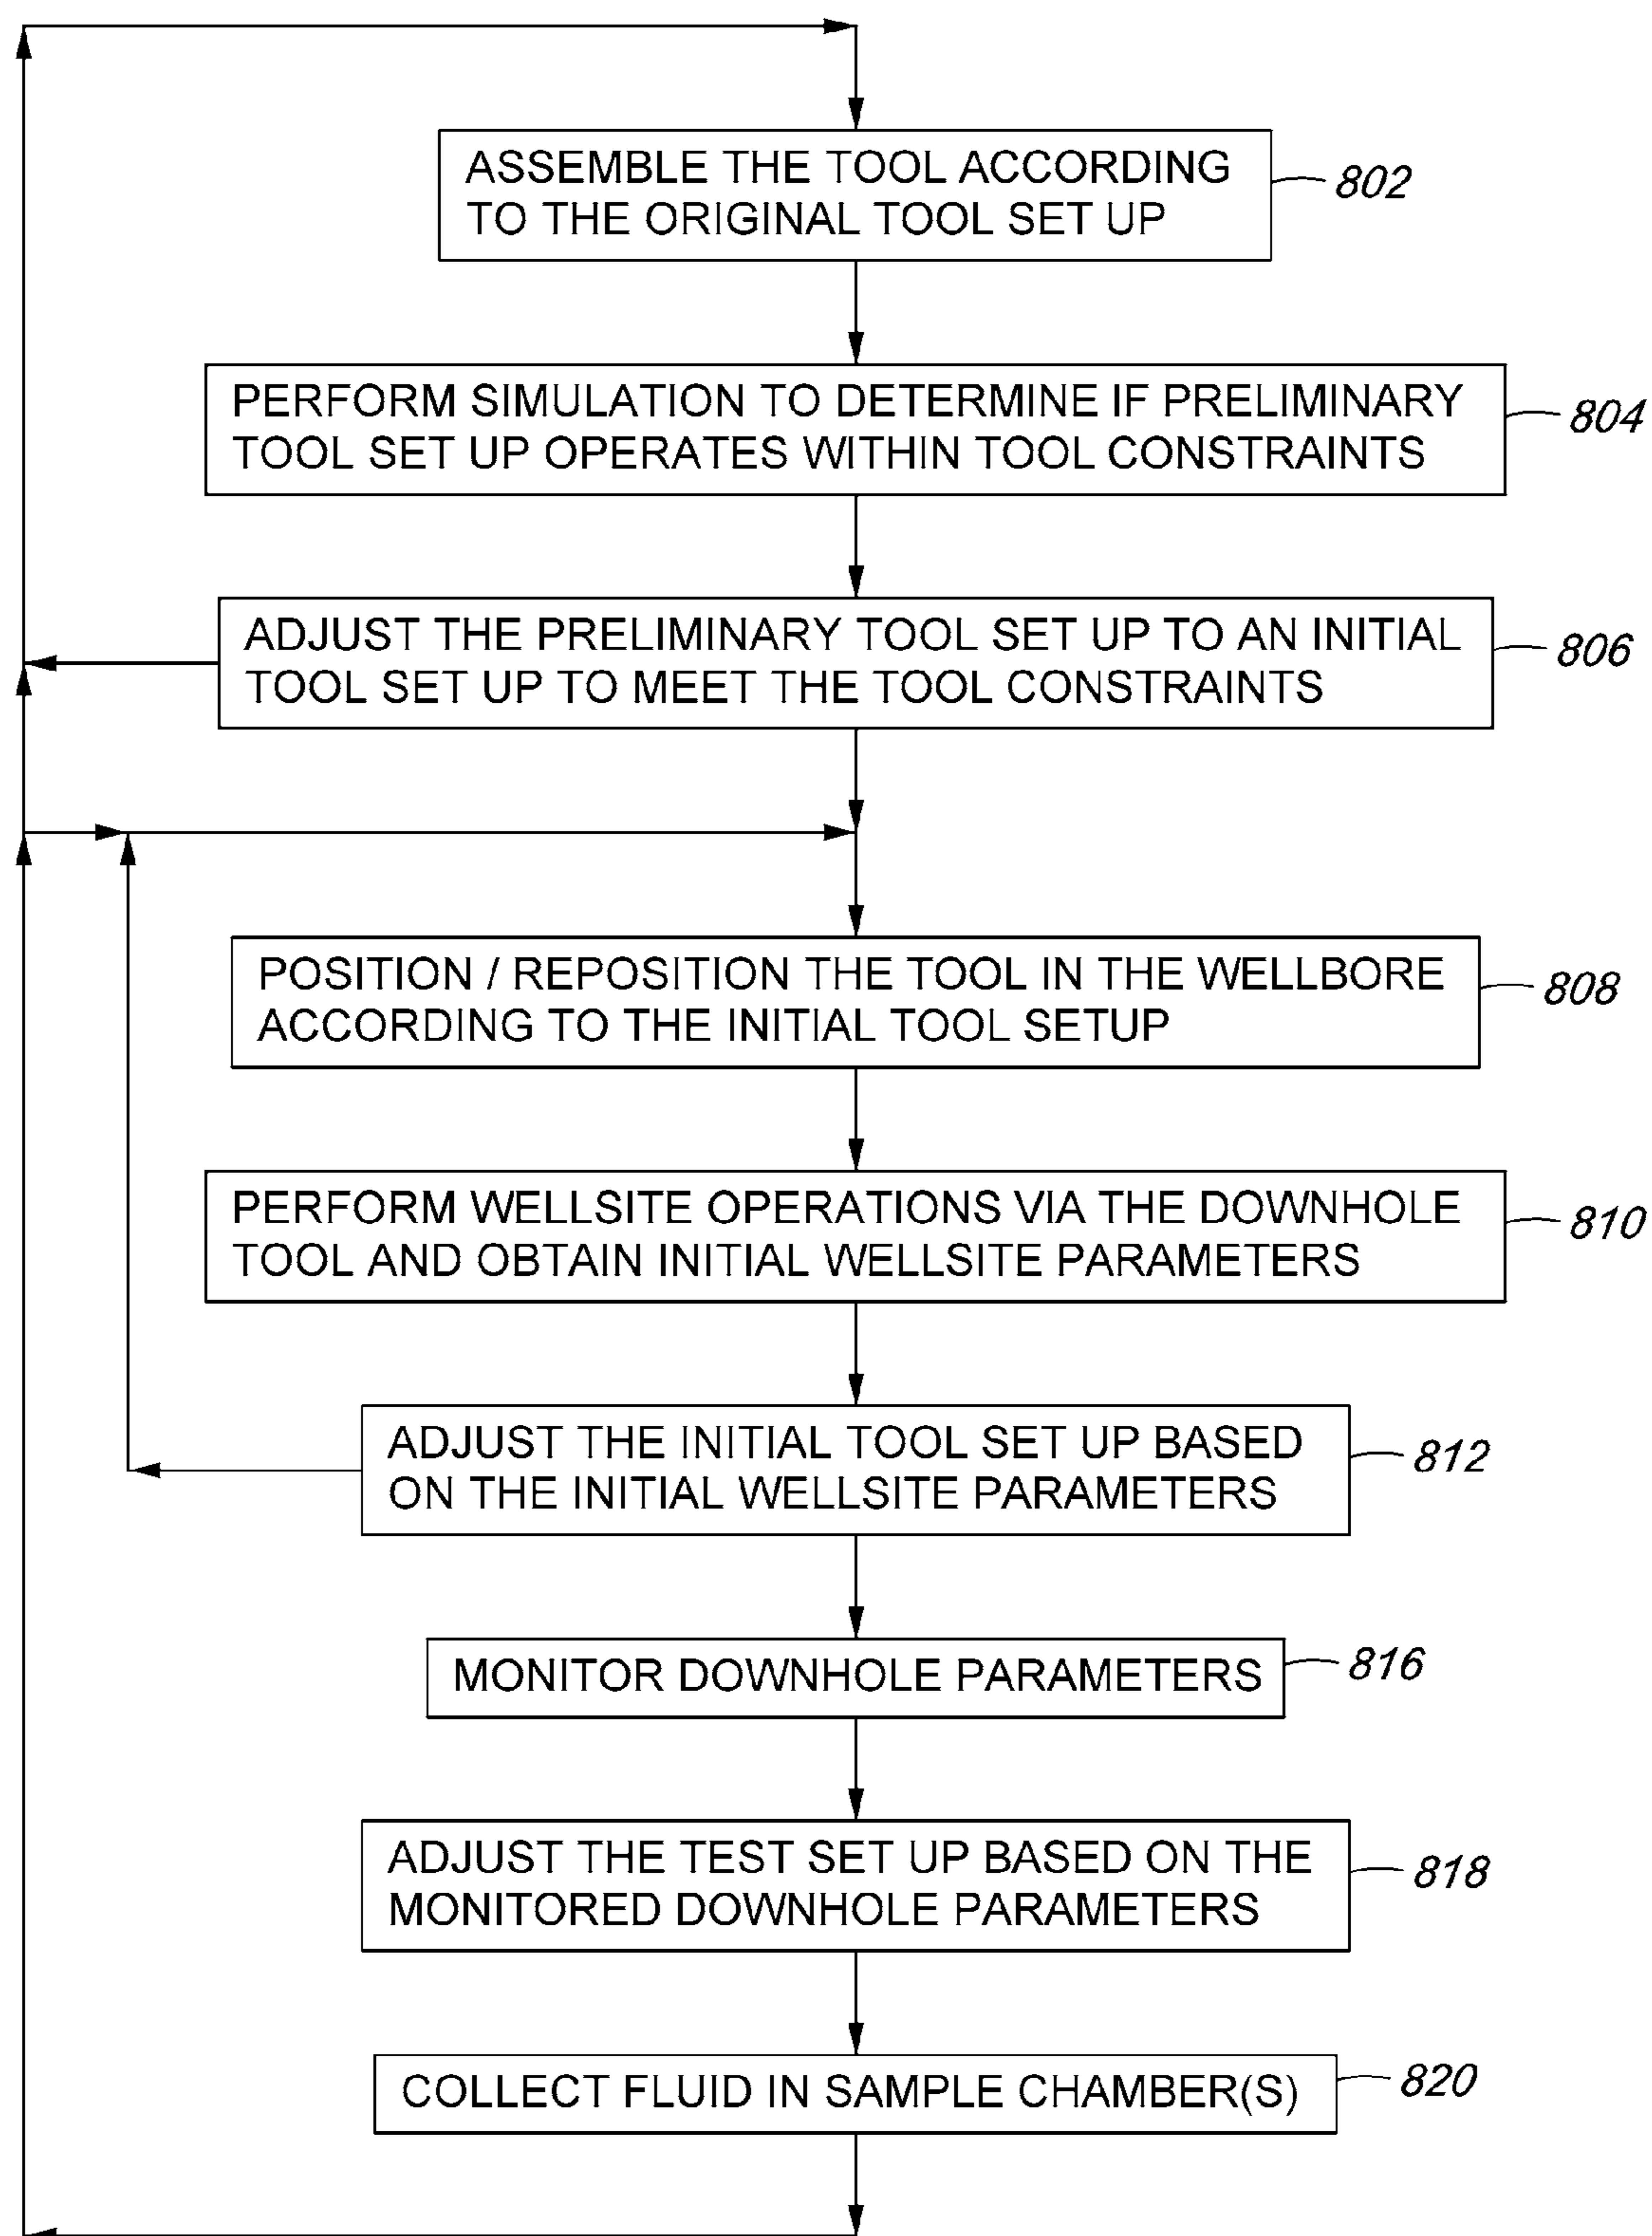 ASSEMBLE THE TOOL ACCORDING
TO THE ORIGINAL TOOL SET UP
802
PERFORM SIMULATION TO DETERMINE IF PRELIMINARY
TOOL SET UP OPERATES WITHIN TOOL CONSTRAINTS
804
ADJUST THE PRELIMINARY TOOL SET UP TO AN INITIAL
TOOL SET UP TO MEET THE TOOL CONSTRAINTS
806
POSITION / REPOSITION THE TOOL IN THE WELLBORE
ACCORDING TO THE INITIAL TOOL SETUP
808
PERFORM WELLSITE OPERATIONS VIA THE DOWNHOLE
TOOL AND OBTAIN INITIAL WELLSITE PARAMETERS
810
ADJUST THE INITIAL TOOL SET UP BASED
ON THE INITIAL WELLSITE PARAMETERS
812
MONITOR DOWNHOLE PARAMETERS
816
ADJUST THE TEST SET UP BASED ON THE
MONITORED DOWNHOLE PARAMETERS
818
COLLECT FLUID IN SAMPLE CHAMBER(S)
820